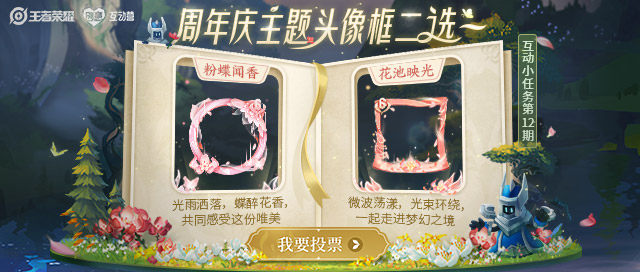 王者荣耀
互动营
周年庆主题头像框二选一
互动小任务第12期
粉蝶闻香
花池映光
光雨洒落，蝶醉花香，
共同感受这份唯美
微波荡漾，光束环绕，
一起走进梦幻之境
我要投票